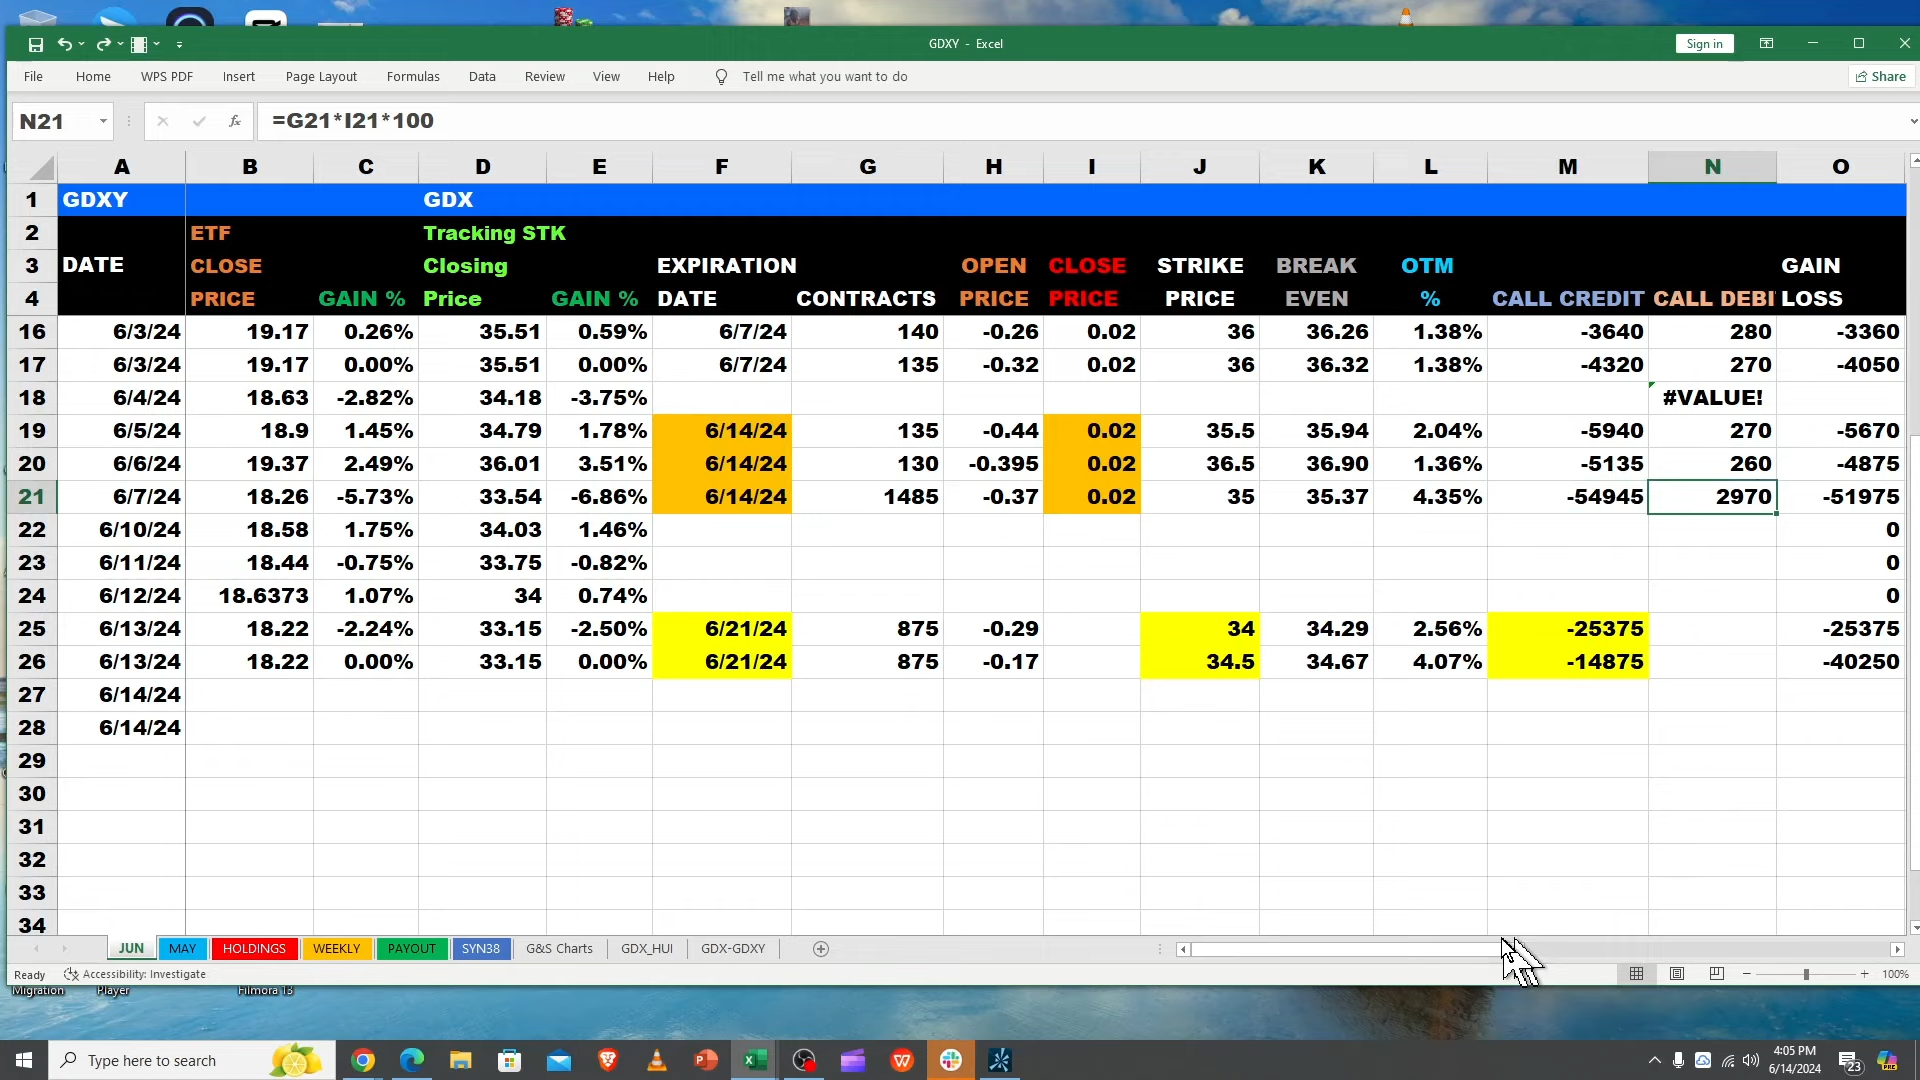 GDXY - Excel
Sign in
File Home WPS PDF Insert Page Layout Formulas Data Review View Help Tell me what you want to do Share
N21 fx =G21*I21*100
A B C D E F G H I J K L M N O
1 GDXY GDX
2 ETF Tracking STK
3 DATE CLOSE Closing EXPIRATION OPEN CLOSE STRIKE BREAK OTM GAIN
4 PRICE GAIN % Price GAIN % DATE CONTRACTS PRICE PRICE PRICE EVEN % CALL CREDIT CALL DEBI LOSS
16 6/3/24 19.17 0.26% 35.51 0.59% 6/7/24 140 -0.26 0.02 36 36.26 1.38% -3640 280 -3360
17 6/3/24 19.17 0.00% 35.51 0.00% 6/7/24 135 -0.32 0.02 36 36.32 1.38% -4320 270 -4050
18 6/4/24 18.63 -2.82% 34.18 -3.75% #VALUE!
19 6/5/24 18.9 1.45% 34.79 1.78% 6/14/24 135 -0.44 0.02 35.5 35.94 2.04% -5940 270 -5670
20 6/6/24 19.37 2.49% 36.01 3.51% 6/14/24 130 -0.395 0.02 36.5 36.90 1.36% -5135 260 -4875
21 6/7/24 18.26 -5.73% 33.54 -6.86% 6/14/24 1485 -0.37 0.02 35 35.37 4.35% -54945 2970 -51975
22 6/10/24 18.58 1.75% 34.03 1.46% 0
23 6/11/24 18.44 -0.75% 33.75 -0.82% 0
24 6/12/24 18.6373 1.07% 34 0.74% 0
25 6/13/24 18.22 -2.24% 33.15 -2.50% 6/21/24 875 -0.29 34 34.29 2.56% -25375 -25375
26 6/13/24 18.22 0.00% 33.15 0.00% 6/21/24 875 -0.17 34.5 34.67 4.07% -14875 -40250
27 6/14/24
28 6/14/24
29
30
31
32
33
34
JUN MAY HOLDINGS WEEKLY PAYOUT SYN38 G&S Charts GDX_HUI GDX-GDXY
Ready Accessibility: Investigate 100%
Migration Player Filmora 13
Type here to search
4:05 PM
6/14/2024
23